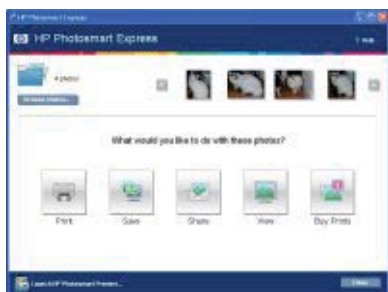 HP Photosmart Express
HP Photosmart Express
Help
4 photos
What would you like to do with these photos?
Print
Save
Share
View
Buy Prints